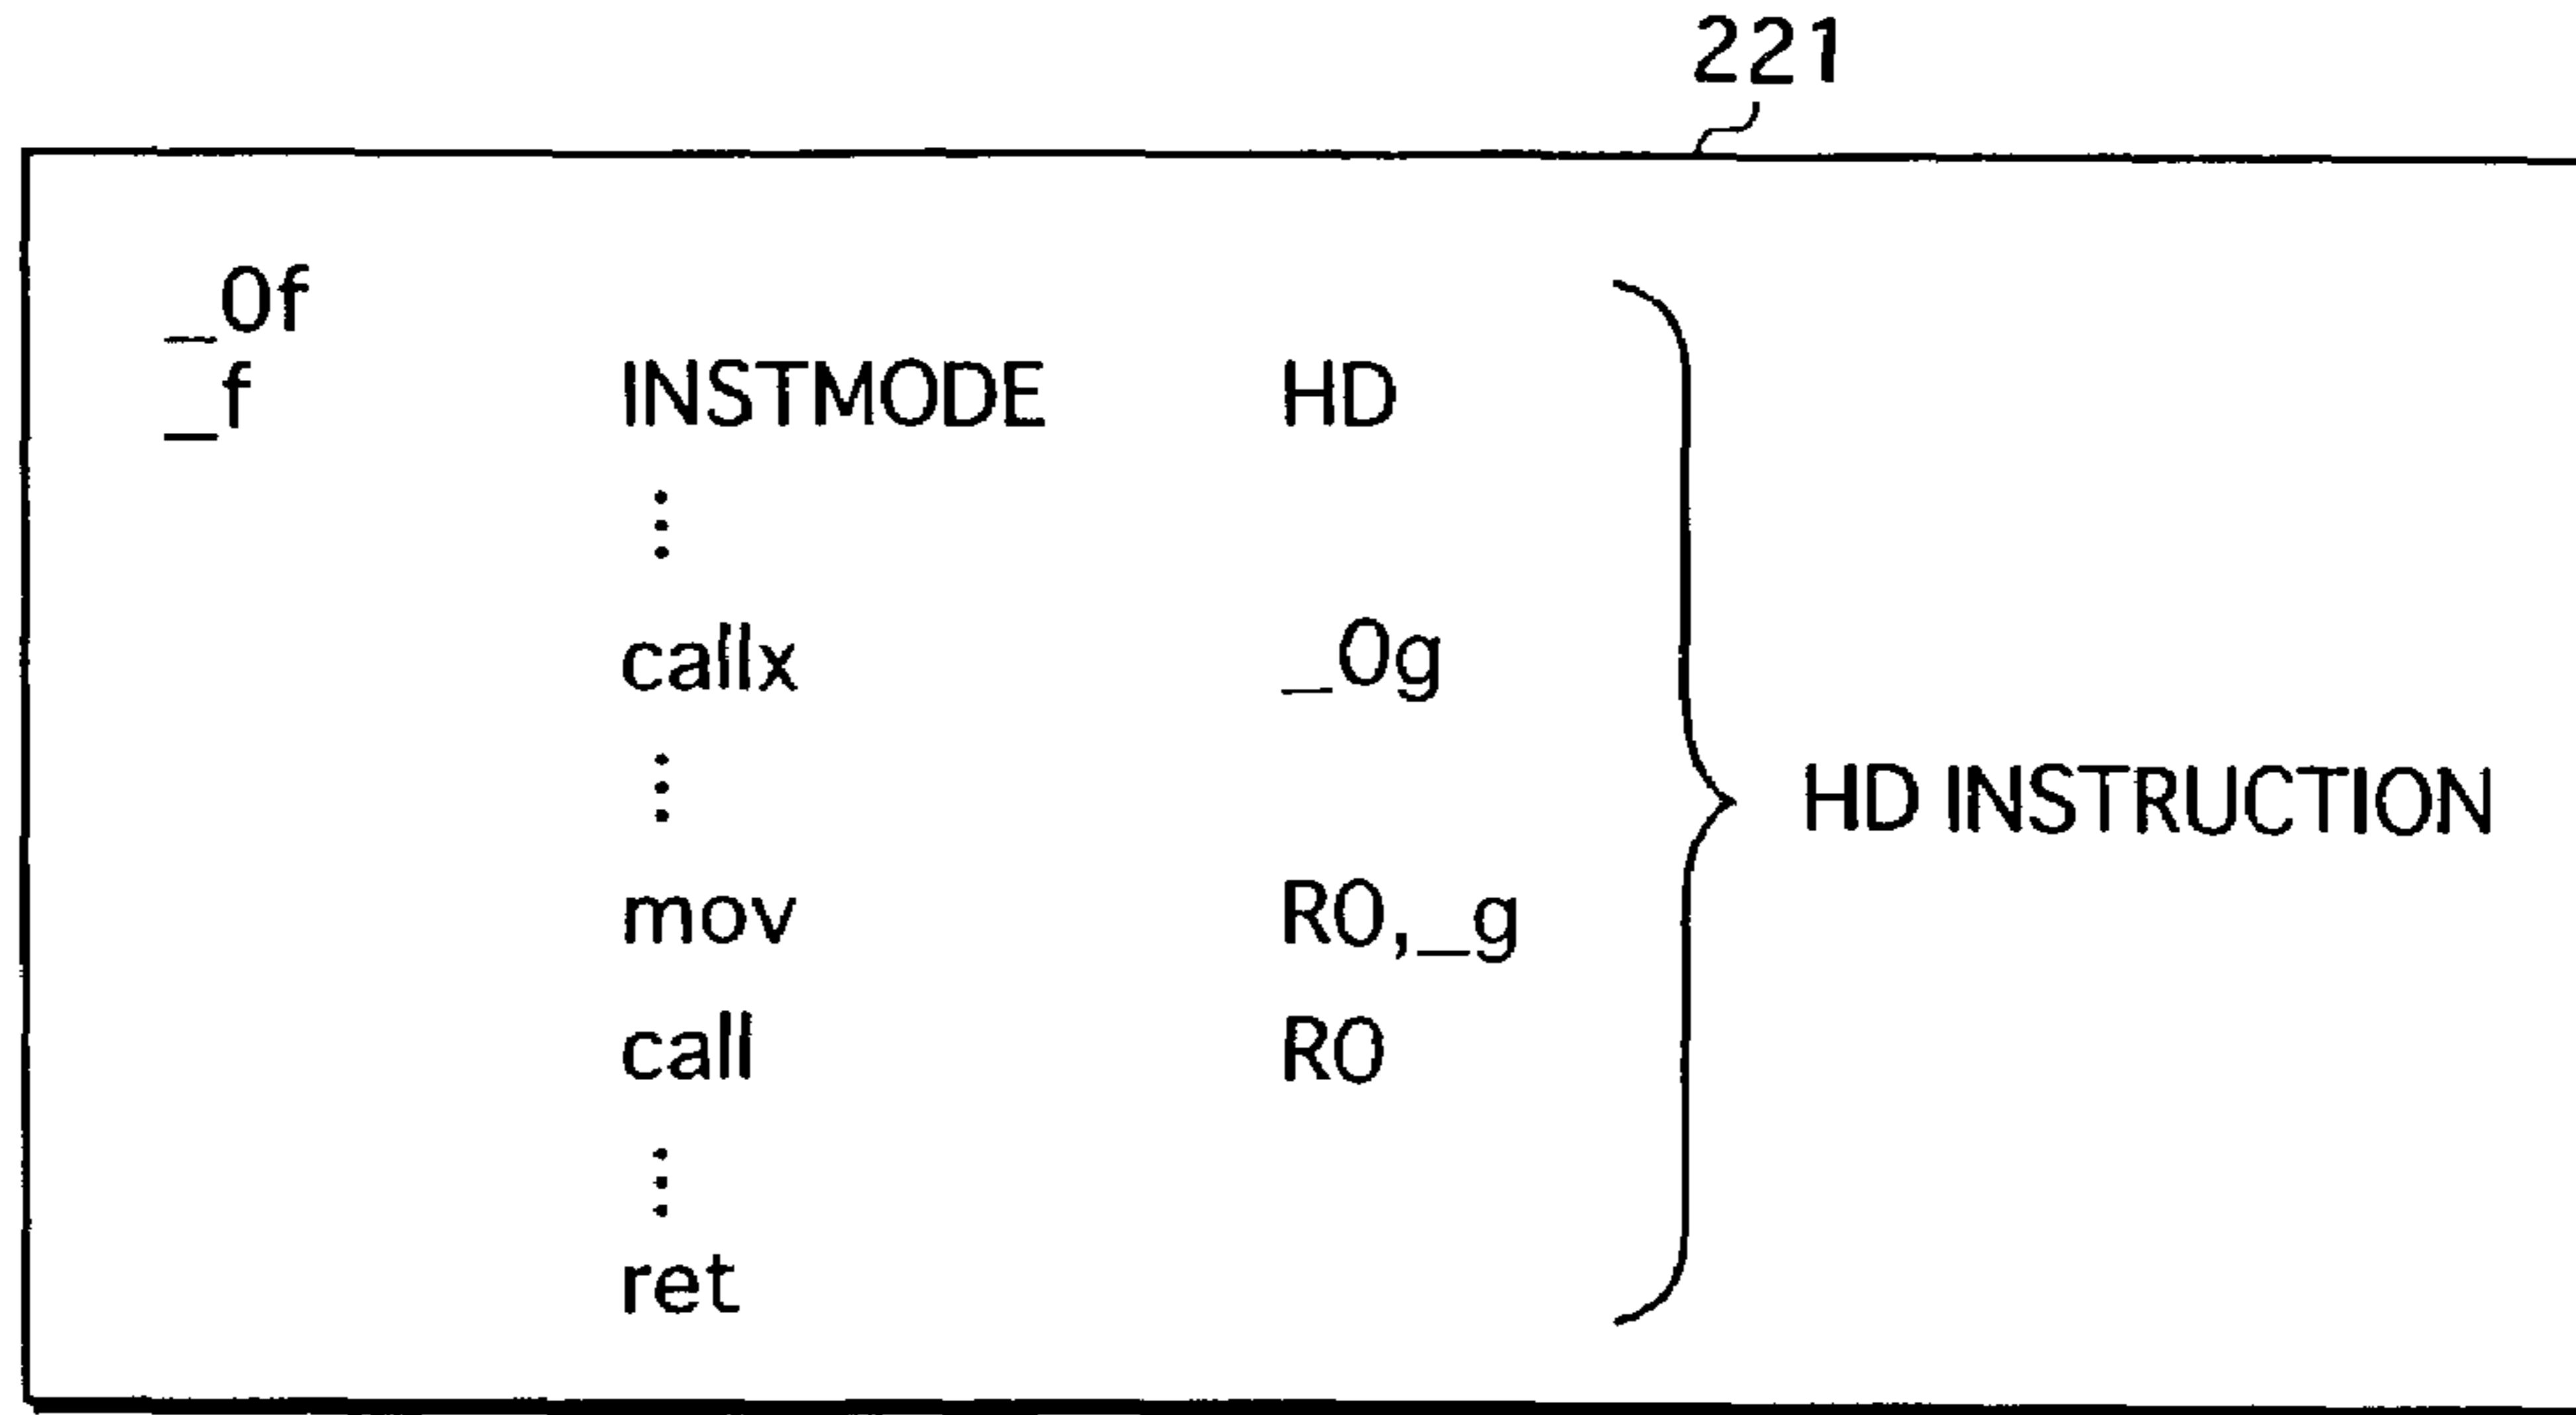 221
_0f
_f INSTMODE HD
⋮
callx _0g
⋮
HD INSTRUCTION
mov R0,_g
call R0
⋮
ret